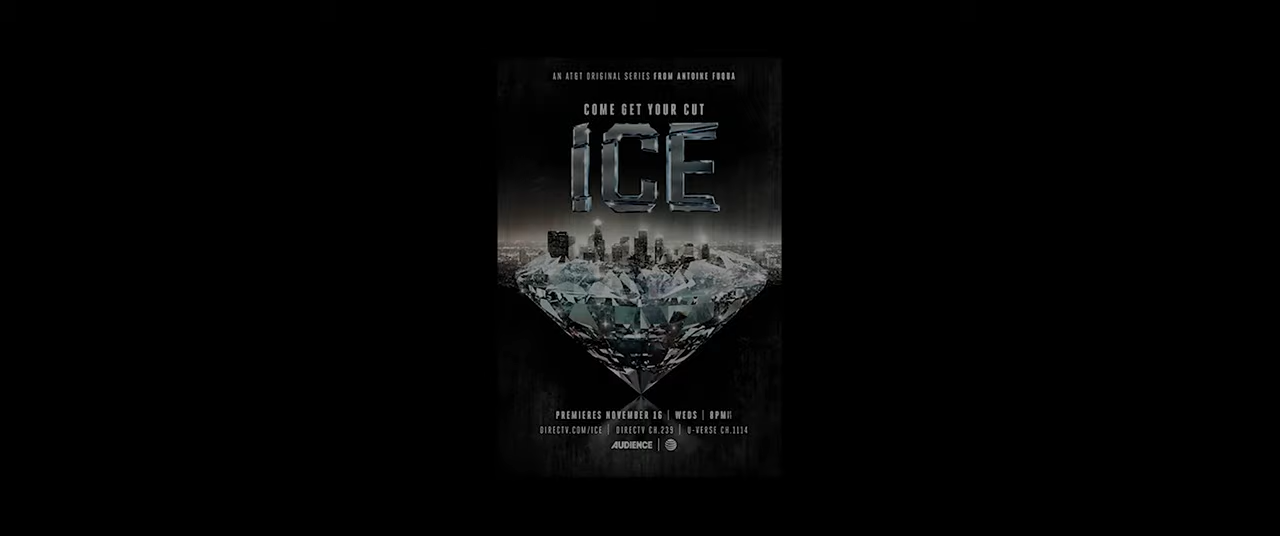 AN AT&T ORIGINAL SERIES FROM ANTOINE FUQUA
COME GET YOUR CUT
ICE
PREMIERES NOVEMBER 16 | WEDS | 8PM
DIRECTV.COM/ICE | DIRECTV CH.239 | U-VERSE CH.1114
AUDIENCE